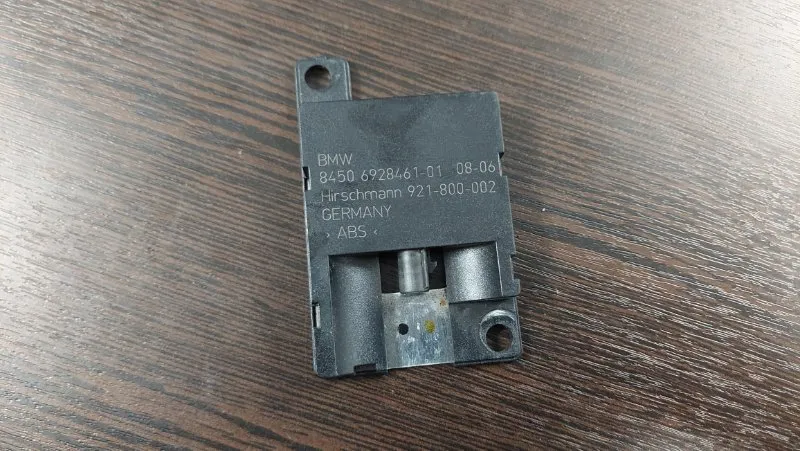 BMW
8450 6928461-01 08-06
Hirschmann 921-800-002
GERMANY
> ABS <